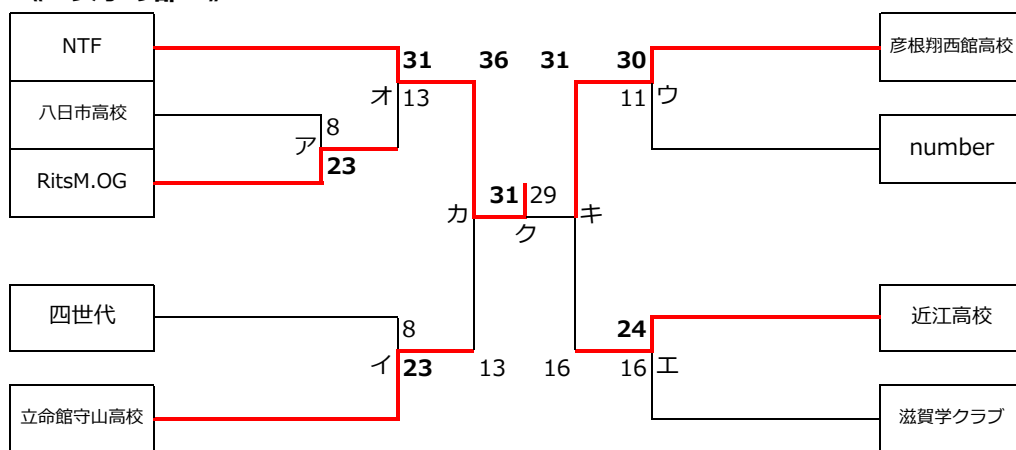 NTF
31
36
31
30
彦根翔西館高校
オ
13
11
ウ
八日市高校
8
number
ア
23
RitsM.OG
31
29
カ
ク
キ
四世代
8
24
近江高校
イ
23
13
16
16
エ
立命館守山高校
滋賀学クラブ